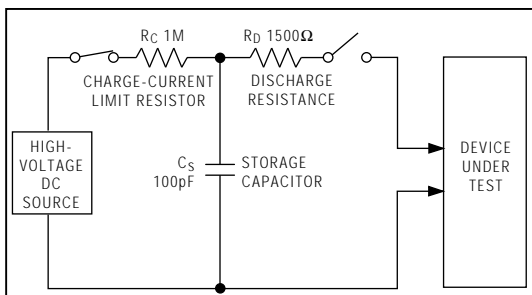 RC 1M
CHARGE-CURRENT
LIMIT RESISTOR
RD 1500Ω
DISCHARGE
RESISTANCE
HIGH-
VOLTAGE
DC
SOURCE
CS
100pF
STORAGE
CAPACITOR
DEVICE
UNDER
TEST